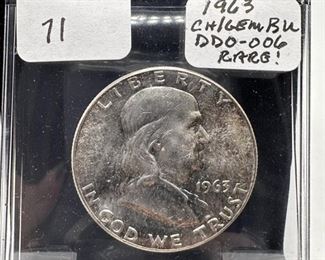 71
1963
CH/GEM BU
DDO-006
RARE!
LIBERTY
1963
IN GOD WE TRUST